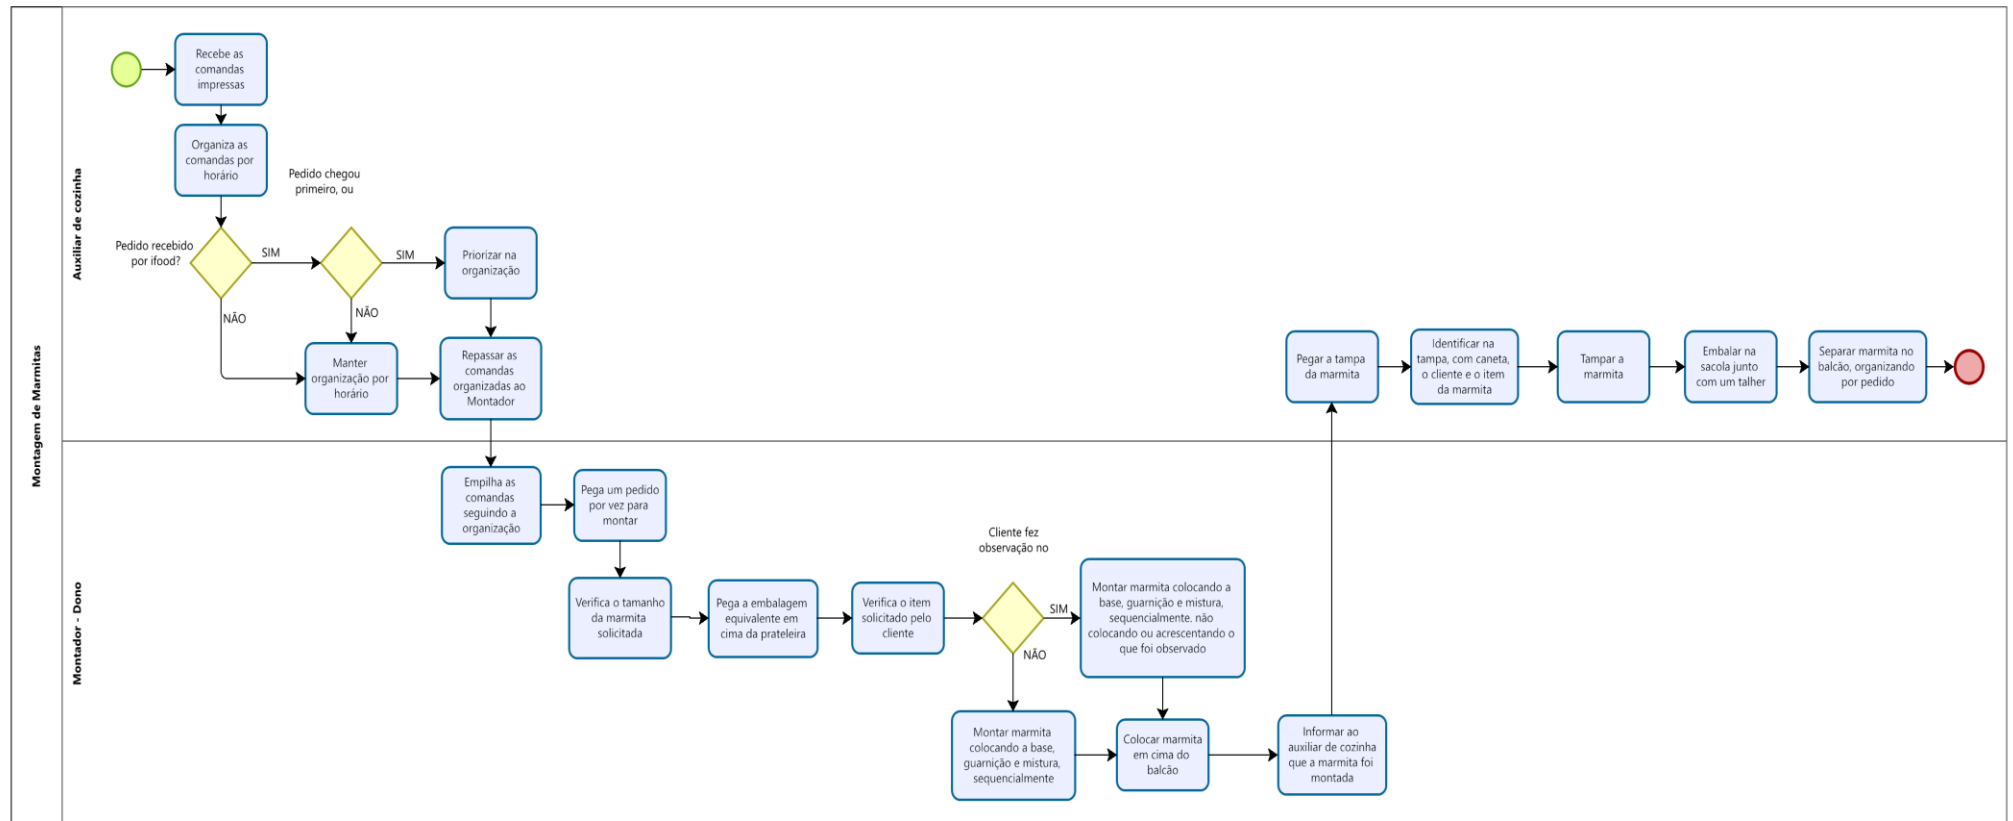 Montagem de Marmitas
Auxiliar de cozinha
Recebe as
comandas
impressas
Organiza as
comandas por
horário
Pedido recebido
por ifood?
SIM
NÃO
Pedido chegou
primeiro, ou
SIM
NÃO
Priorizar na
organização
Manter
organização por
horário
Repassar as
comandas
organizadas ao
Montador
Montador - Dono
Empilha as
comandas
seguindo a
organização
Pega um pedido
por vez para
montar
Verifica o tamanho
da marmita
solicitada
Pega a embalagem
equivalente em
cima da prateleira
Verifica o item
solicitado pelo
cliente
Cliente fez
observação no
SIM
NÃO
Montar marmita colocando a
base, guarnição e mistura,
sequencialmente. não
colocando ou acrescentando o
que foi observado
Montar marmita
colocando a base,
guarnição e mistura,
sequencialmente
Colocar marmita
em cima do
balcão
Informar ao
auxiliar de cozinha
que a marmita foi
montada
Pegar a tampa
da marmita
Identificar na
tampa, com caneta,
o cliente e o item
da marmita
Tampar a
marmita
Embalar na
sacola junto
com um talher
Separar marmita no
balcão, organizando
por pedido